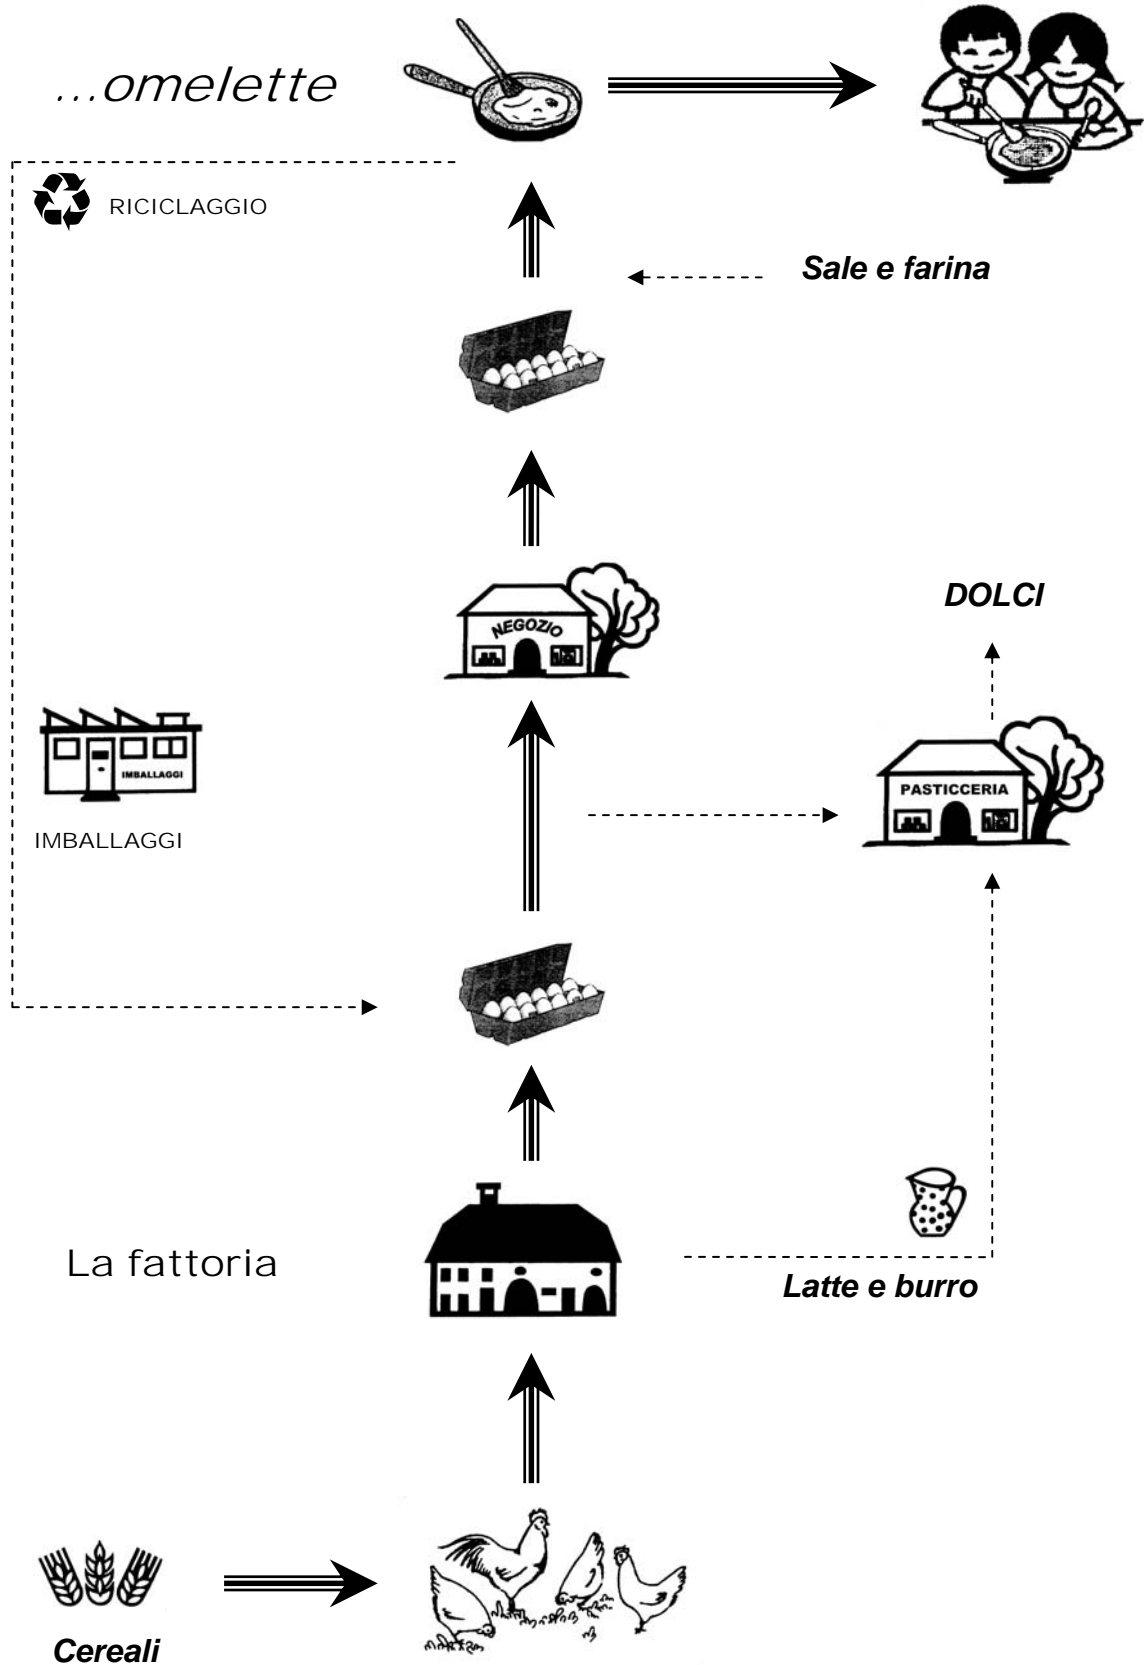 ...omelette
RICICLAGGIO
Sale e farina
NEGOZIO
DOLCI
IMBALLAGGI
PASTICCERIA
IMBALLAGGI
La fattoria
Latte e burro
Cereali